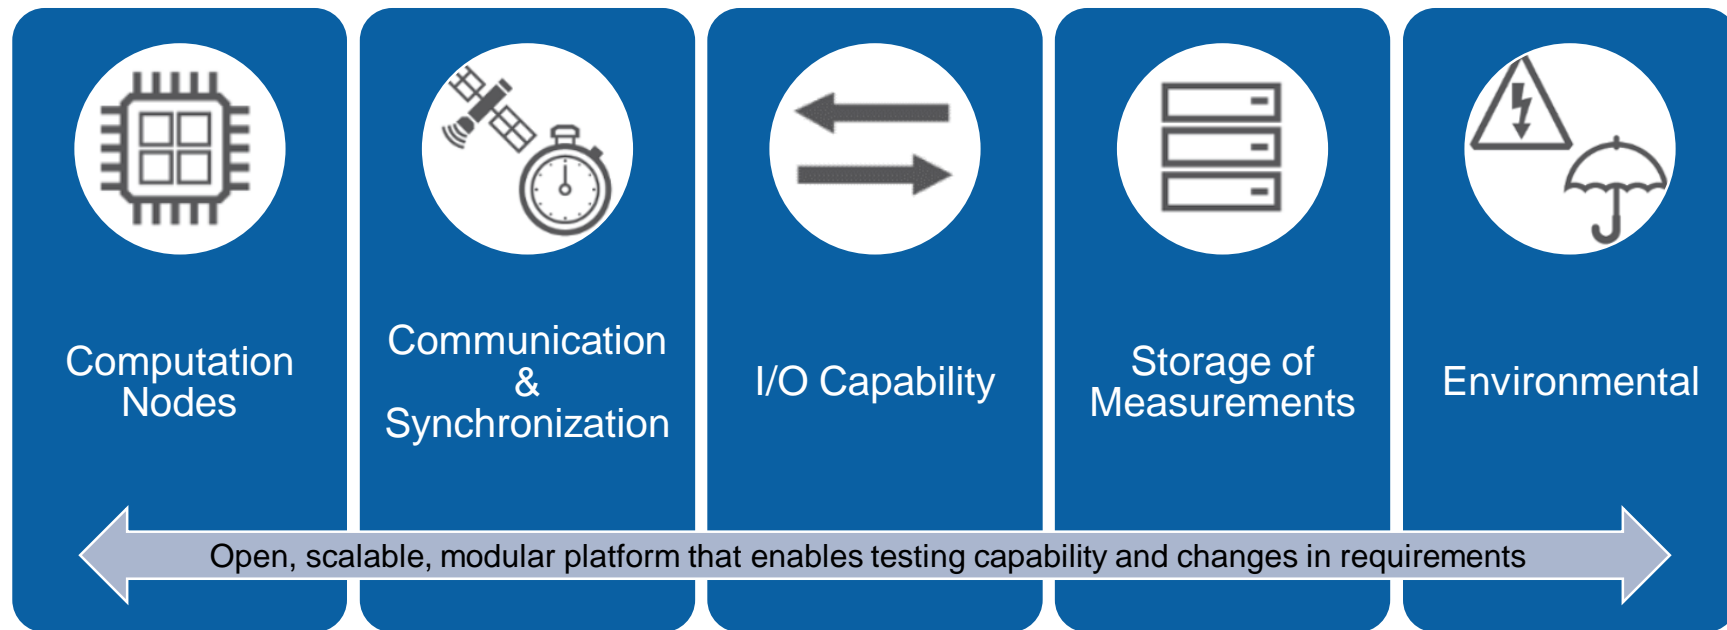 Computation
Nodes
Communication
&
Synchronization
I/O Capability
Storage of
Measurements
Environmental
Open, scalable, modular platform that enables testing capability and changes in requirements